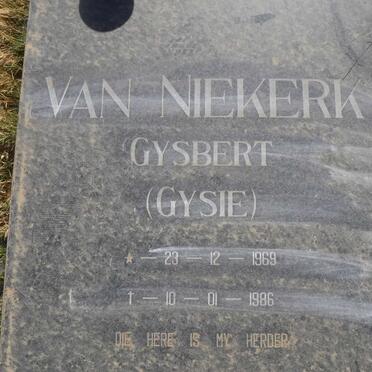 VAN NIEKERK
GYSBERT
(GYSIE)
★ — 23 — 12 — 1969
† — 10 — 01 — 1986
DIE HERE IS MY HERDER